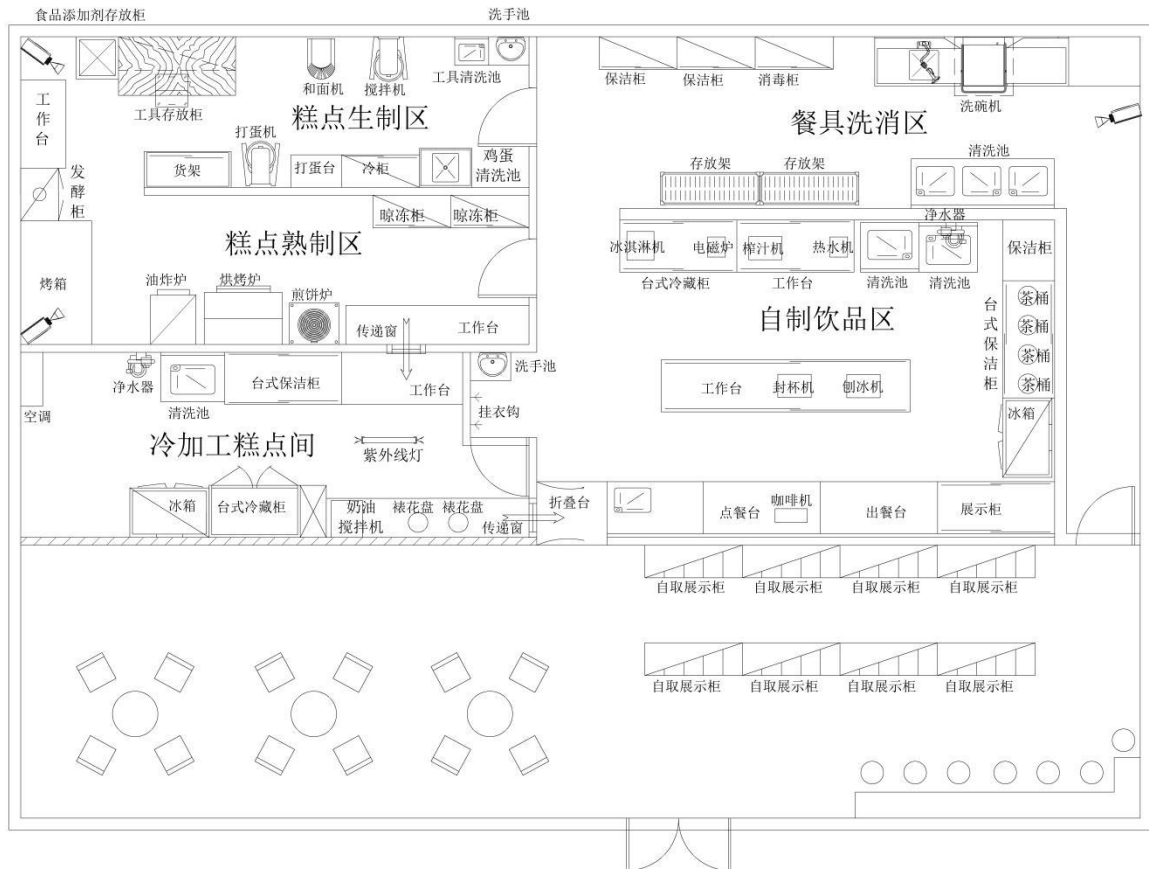 食品添加剂存放柜
洗手池
工作台
工具存放柜
和面机
搅拌机
工具清洗池
糕点生制区
打蛋机
货架
打蛋台
冷柜
鸡蛋
清洗池
发酵柜
晾冻柜
晾冻柜
糕点熟制区
烤箱
油炸炉
烘烤炉
煎饼炉
传递窗
工作台
保洁柜
保洁柜
消毒柜
洗碗机
餐具洗消区
存放架
存放架
清洗池
净水器
冰淇淋机
电磁炉
榨汁机
热水机
保洁柜
台式冷藏柜
工作台
清洗池
清洗池
自制饮品区
台式保洁柜
茶桶
茶桶
茶桶
茶桶
工作台
封杯机
刨冰机
冰箱
空调
净水器
清洗池
台式保洁柜
工作台
洗手池
挂衣钩
冷加工糕点间
紫外线灯
冰箱
台式冷藏柜
奶油
搅拌机
裱花盘
裱花盘
传递窗
折叠台
点餐台
咖啡机
出餐台
展示柜
自取展示柜
自取展示柜
自取展示柜
自取展示柜
自取展示柜
自取展示柜
自取展示柜
自取展示柜